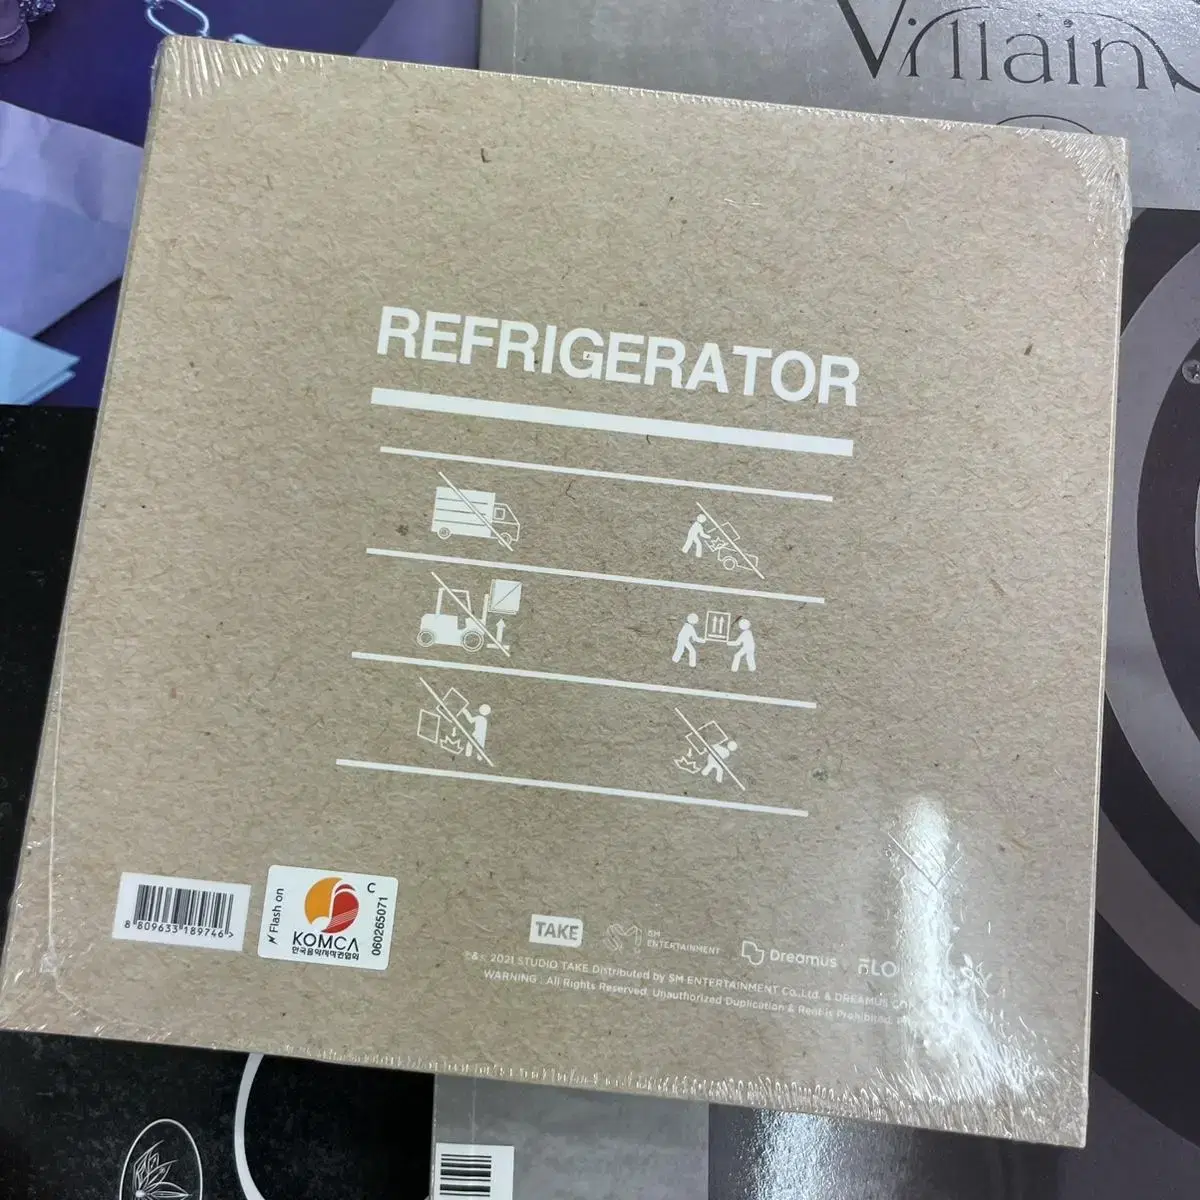 Villain
REFRIGERATOR
8 809633 189746 >
Flash on
KOMCA
한국음악저작권협회
C
060265071
TAKE
SM
ENTERTAINMENT
Dreamus
FLO
℗&© 2021 STUDIO TAKE Distributed by SM ENTERTAINMENT Co.,Ltd. & DREAMUS
WARNING : All Rights Reserved. Unauthorized Duplication & Rent is Prohibited.